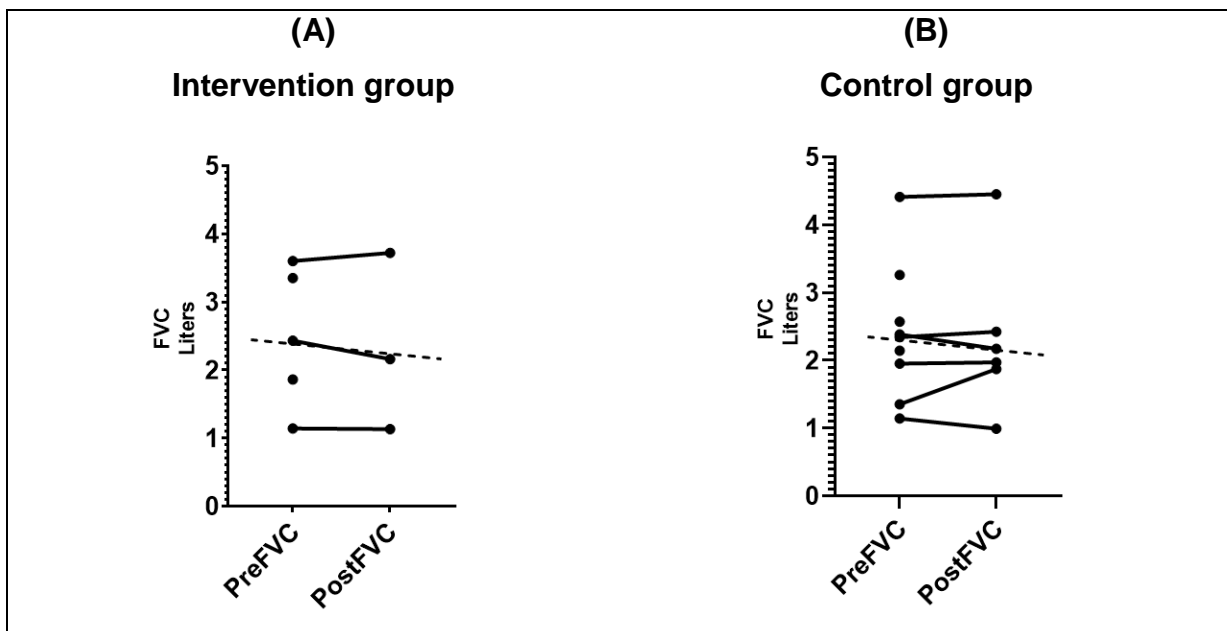 (A)
Intervention group
5
4
3
2
1
0
FVC
Liters
PreFVC
PostFVC
(B)
Control group
5
4
3
2
1
0
FVC
Liters
PreFVC
PostFVC